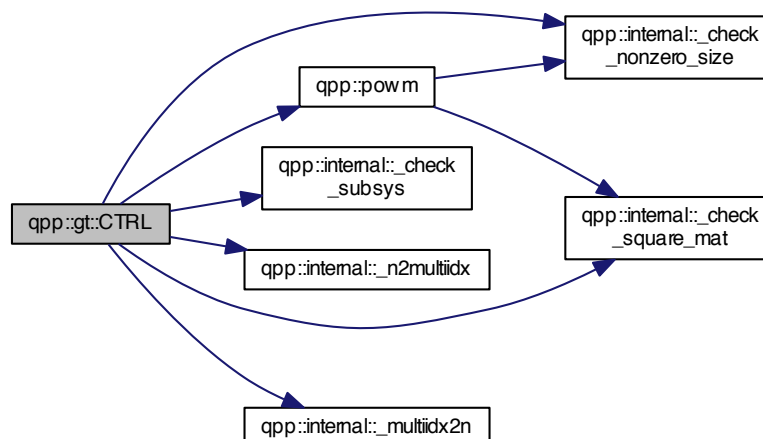 qpp::internal::_check
_nonzero_size
qpp::powm
qpp::internal::_check
_subsys
qpp::gt::CTRL
qpp::internal::_check
_square_mat
qpp::internal::_n2multiidx
qpp::internal::_multiidx2n